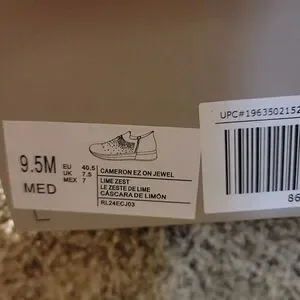 UPC#1963502152
9.5M
MED
EU 40.5
UK 7.5
MEX 7
CAMERON EZ ON JEWEL
LIME ZEST
LE ZESTE DE LIME
CÁSCARA DE LIMÓN
RL24ECJ03
86